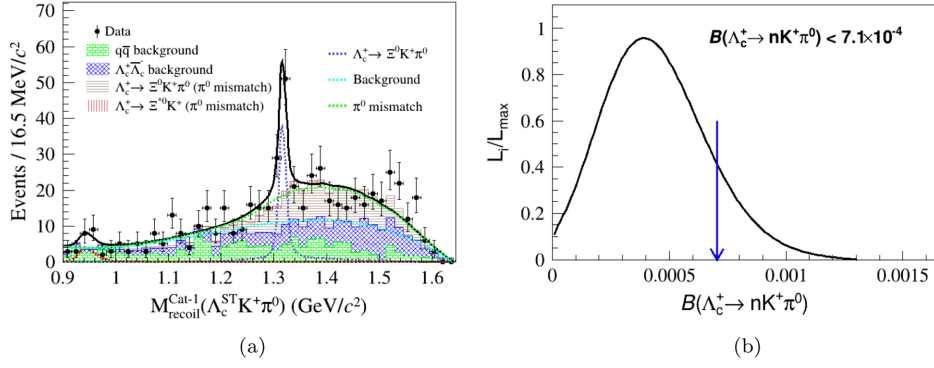 Data
qq̅ background
Λc⁺Λ̅c⁻ background
Λc⁺→ Ξ⁰K⁺π⁰ (π⁰ mismatch)
Λc⁺→ Ξ*⁰K⁺ (π⁰ mismatch)
Λc⁺→ Ξ⁰K⁺π⁰
Background
π⁰ mismatch
Events / 16.5 MeV/c²
70
60
50
40
30
20
10
0
0.9 1 1.1 1.2 1.3 1.4 1.5 1.6
M_recoil^Cat-1(Λc^ST K⁺π⁰) (GeV/c²)
(a)
B(Λc⁺→ nK⁺π⁰) < 7.1×10⁻⁴
Li/Lmax
1
0.8
0.6
0.4
0.2
0
0 0.0005 0.001 0.0015
B(Λc⁺→ nK⁺π⁰)
(b)